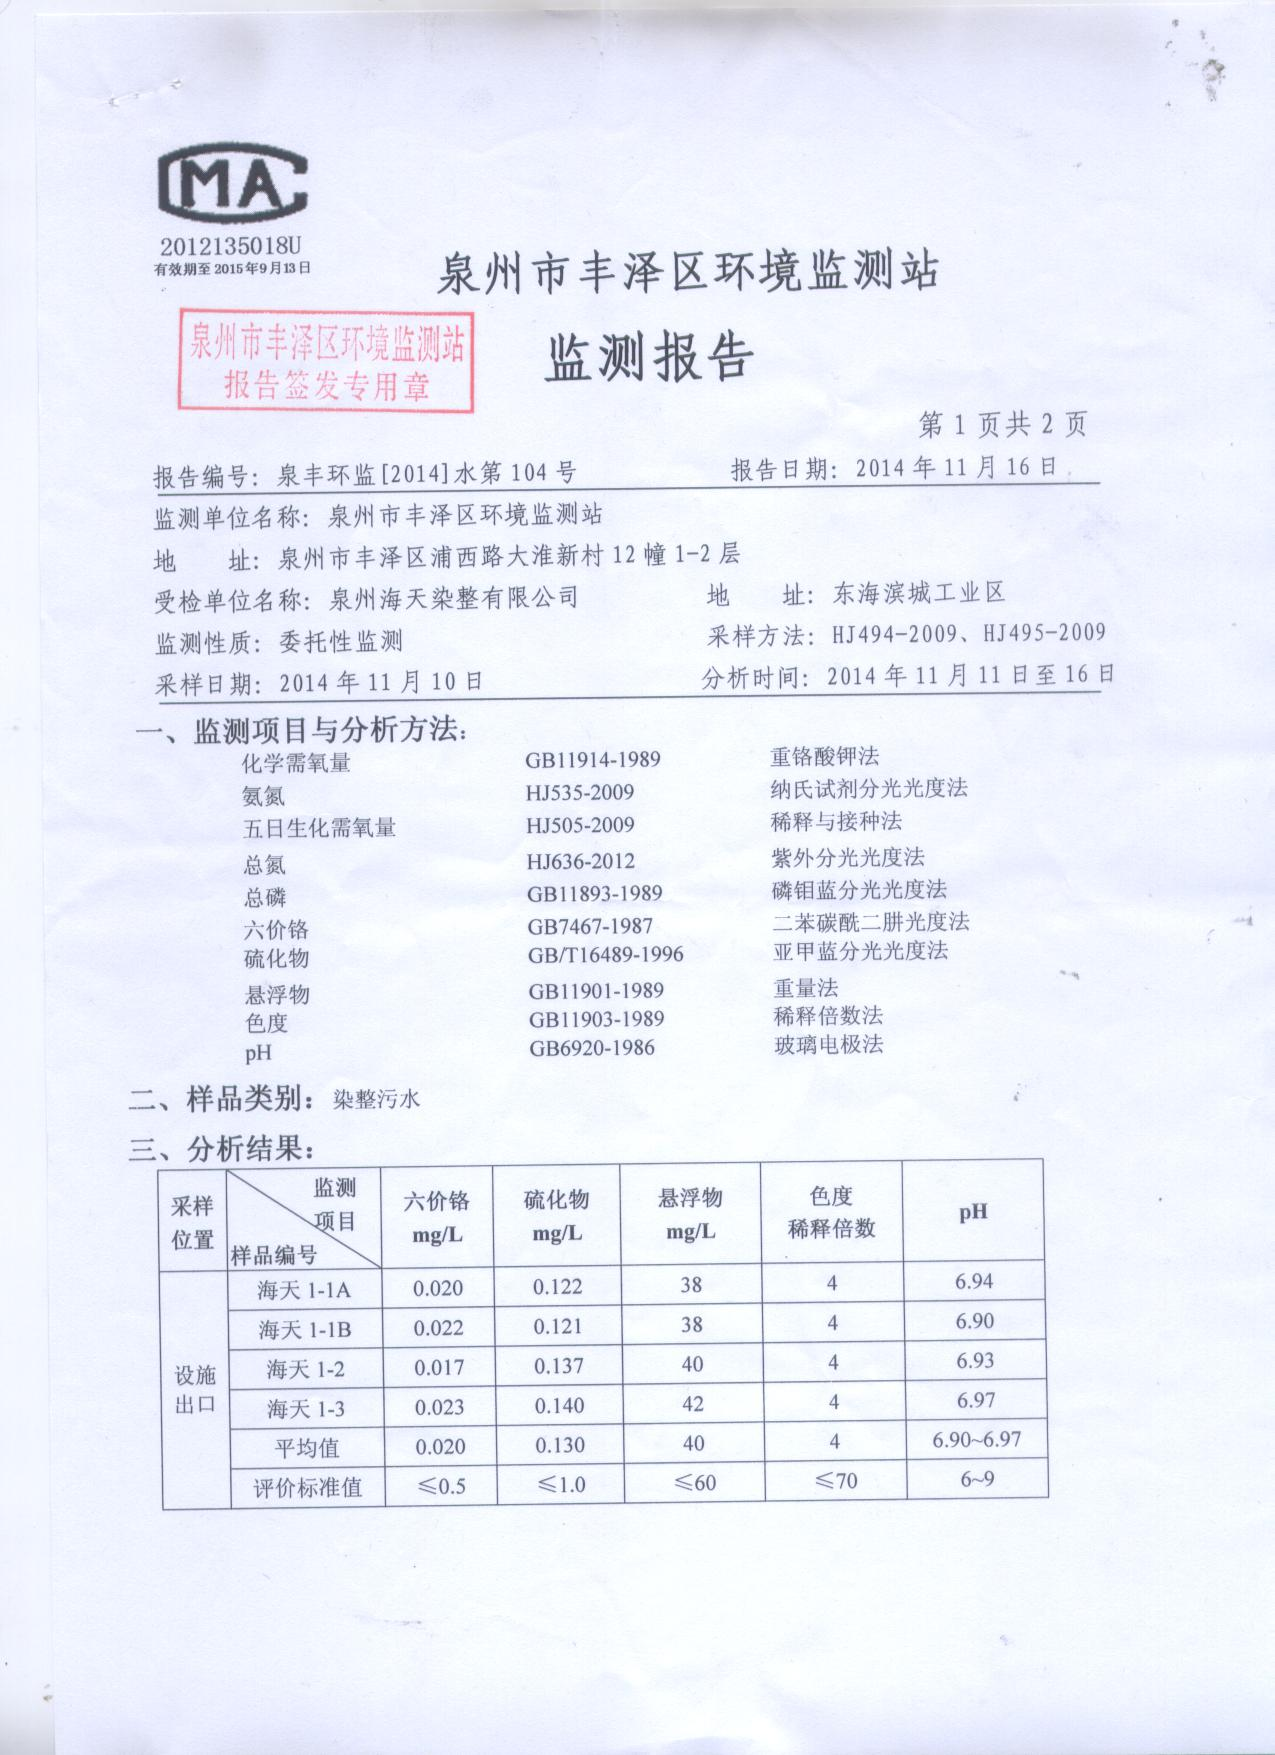 CMA
2012135018U
有效期至2015年9月13日
泉州市丰泽区环境监测站
泉州市丰泽区环境监测站
报告签发专用章
监测报告
第1页共2页
报告编号：泉丰环监[2014]水第104号 报告日期：2014年11月16日
监测单位名称：泉州市丰泽区环境监测站
地 址：泉州市丰泽区浦西路大淮新村12幢1-2层
受检单位名称：泉州海天染整有限公司 地 址：东海滨城工业区
监测性质：委托性监测 采样方法：HJ494-2009、HJ495-2009
采样日期：2014年11月10日 分析时间：2014年11月11日至16日
一、监测项目与分析方法：
化学需氧量 GB11914-1989 重铬酸钾法
氨氮 HJ535-2009 纳氏试剂分光光度法
五日生化需氧量 HJ505-2009 稀释与接种法
总氮 HJ636-2012 紫外分光光度法
总磷 GB11893-1989 磷钼蓝分光光度法
六价铬 GB7467-1987 二苯碳酰二肼光度法
硫化物 GB/T16489-1996 亚甲蓝分光光度法
悬浮物 GB11901-1989 重量法
色度 GB11903-1989 稀释倍数法
pH GB6920-1986 玻璃电极法
二、样品类别：染整污水
三、分析结果：
采样位置 监测项目 样品编号 六价铬 mg/L 硫化物 mg/L 悬浮物 mg/L 色度 稀释倍数 pH
设施出口 海天1-1A 0.020 0.122 38 4 6.94
海天1-1B 0.022 0.121 38 4 6.90
海天1-2 0.017 0.137 40 4 6.93
海天1-3 0.023 0.140 42 4 6.97
平均值 0.020 0.130 40 4 6.90~6.97
评价标准值 ≤0.5 ≤1.0 ≤60 ≤70 6~9